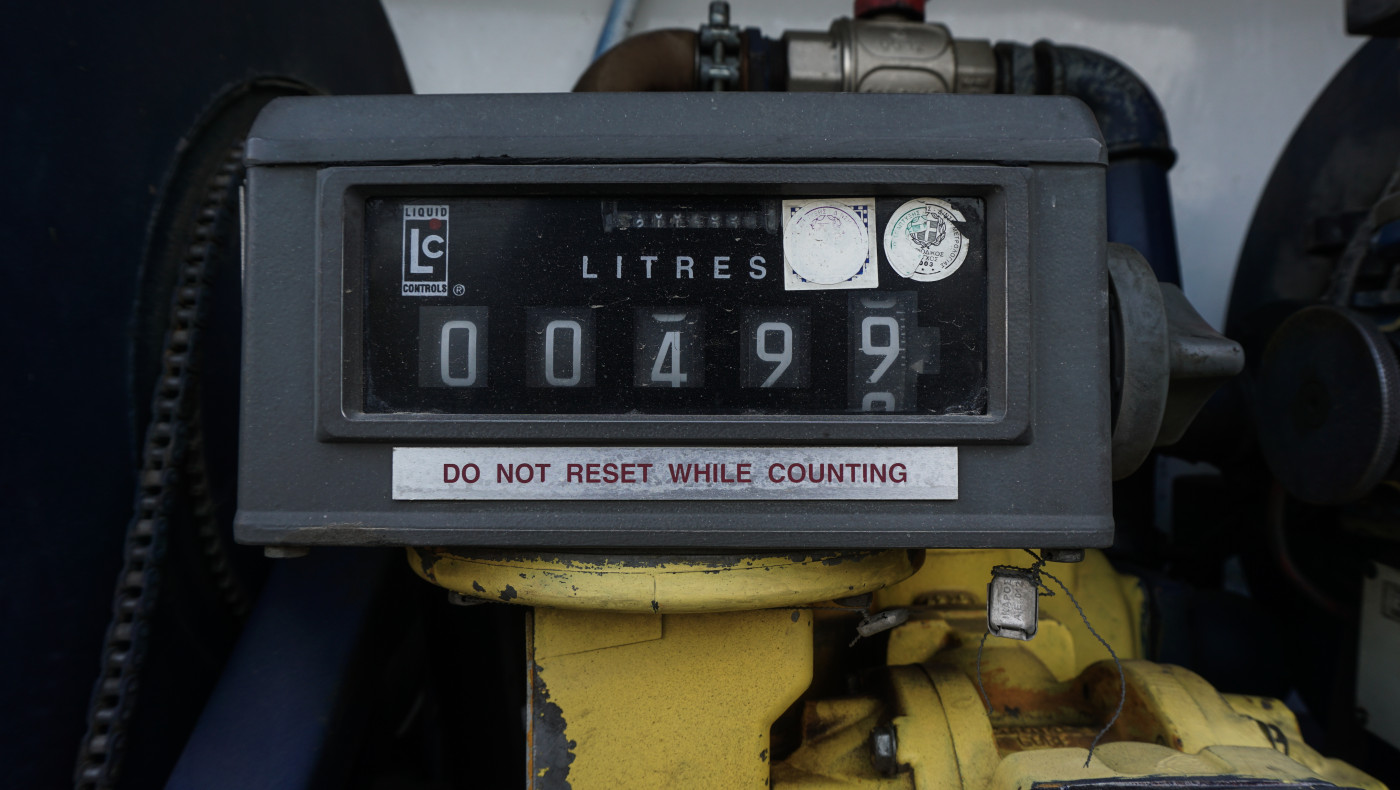 LIQUID
LC
CONTROLS ®
LITRES
0 0 4 9 9
DO NOT RESET WHILE COUNTING